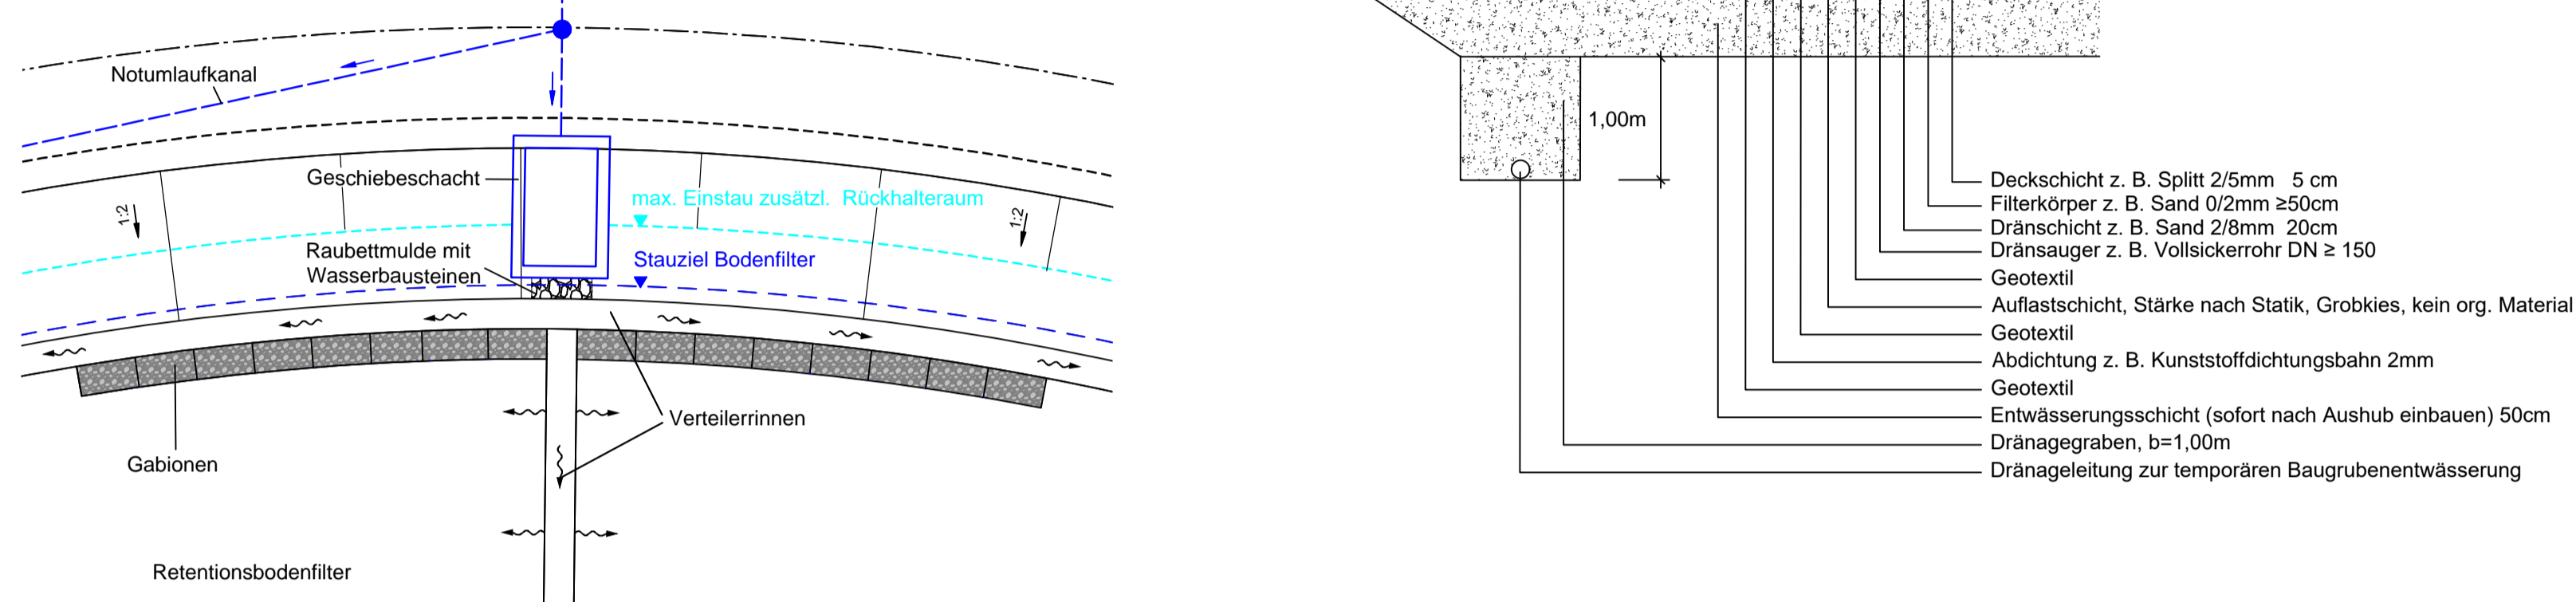 Notumlaufkanal
Geschiebeschacht
max. Einstau zusätzl. Rückhalteraum
1:2
1:2
Raubettmulde mit
Wasserbausteinen
Stauziel Bodenfilter
Verteilerrinnen
Gabionen
Retentionsbodenfilter
1,00m
Deckschicht z. B. Splitt 2/5mm 5 cm
Filterkörper z. B. Sand 0/2mm ≥50cm
Dränschicht z. B. Sand 2/8mm 20cm
Dränsauger z. B. Vollsickerrohr DN ≥ 150
Geotextil
Auflastschicht, Stärke nach Statik, Grobkies, kein org. Material
Geotextil
Abdichtung z. B. Kunststoffdichtungsbahn 2mm
Geotextil
Entwässerungsschicht (sofort nach Aushub einbauen) 50cm
Dränagegraben, b=1,00m
Dränageleitung zur temporären Baugrubenentwässerung